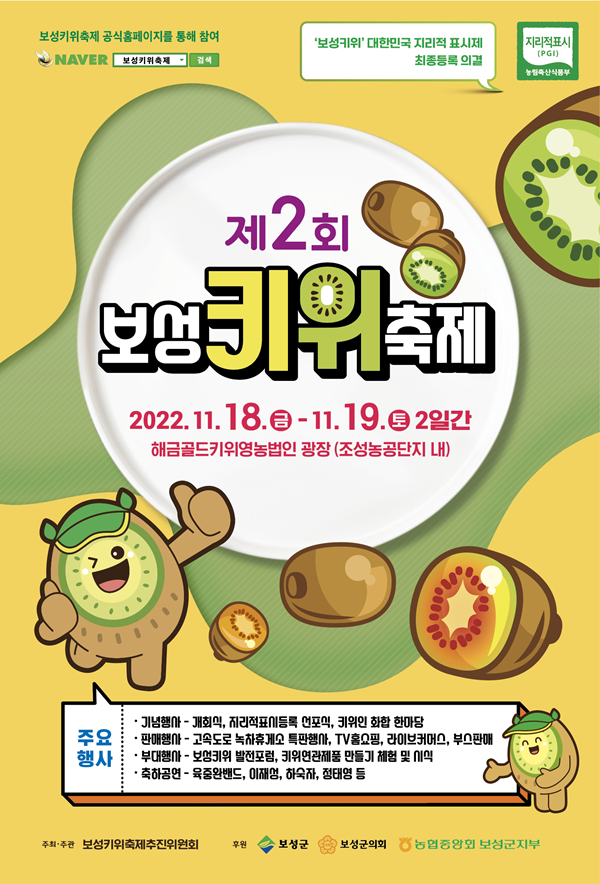 보성키위축제 공식홈페이지를 통해 참여
NAVER 보성키위축제 검색
'보성키위' 대한민국 지리적 표시제
최종등록 의결
지리적표시
(PGI)
농림축산식품부
제2회
보성키위축제
2022. 11. 18.금 - 11. 19.토 2일간
해금골드키위영농법인 광장 (조성농공단지 내)
주요
행사
· 기념행사 - 개회식, 지리적표시등록 선포식, 키위인 화합 한마당
· 판매행사 - 고속도로 녹차휴게소 특판행사, TV홈쇼핑, 라이브커머스, 부스판매
· 부대행사 - 보성키위 발전포럼, 키위연관제품 만들기 체험 및 시식
· 축하공연 - 육중완밴드, 이재성, 하숙자, 정태영 등
주최·주관 보성키위축제추진위원회 후원 보성군 보성군의회 농협중앙회 보성군지부